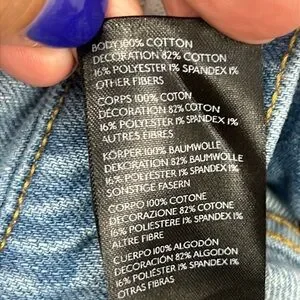 BODY 100% COTTON
DECORATION 82% COTTON
16% POLYESTER 1% SPANDEX 1%
OTHER FIBERS
CORPS 100% COTON
DÉCORATION 82% COTON
16% POLYESTER 1% SPANDEX 1%
AUTRES FIBRES
KÖRPER 100% BAUMWOLLE
DEKORATION 82% BAUMWOLLE
16% POLYESTER 1% SPANDEX 1%
SONSTIGE FASERN
CORPO 100% COTONE
DECORAZIONE 82% COTONE
16% POLIESTERE 1% SPANDEX 1%
ALTRE FIBRE
CUERPO 100% ALGODÓN
DECORACIÓN 82% ALGODÓN
16% POLIÉSTER 1% SPANDEX 1%
OTRAS FIBRAS